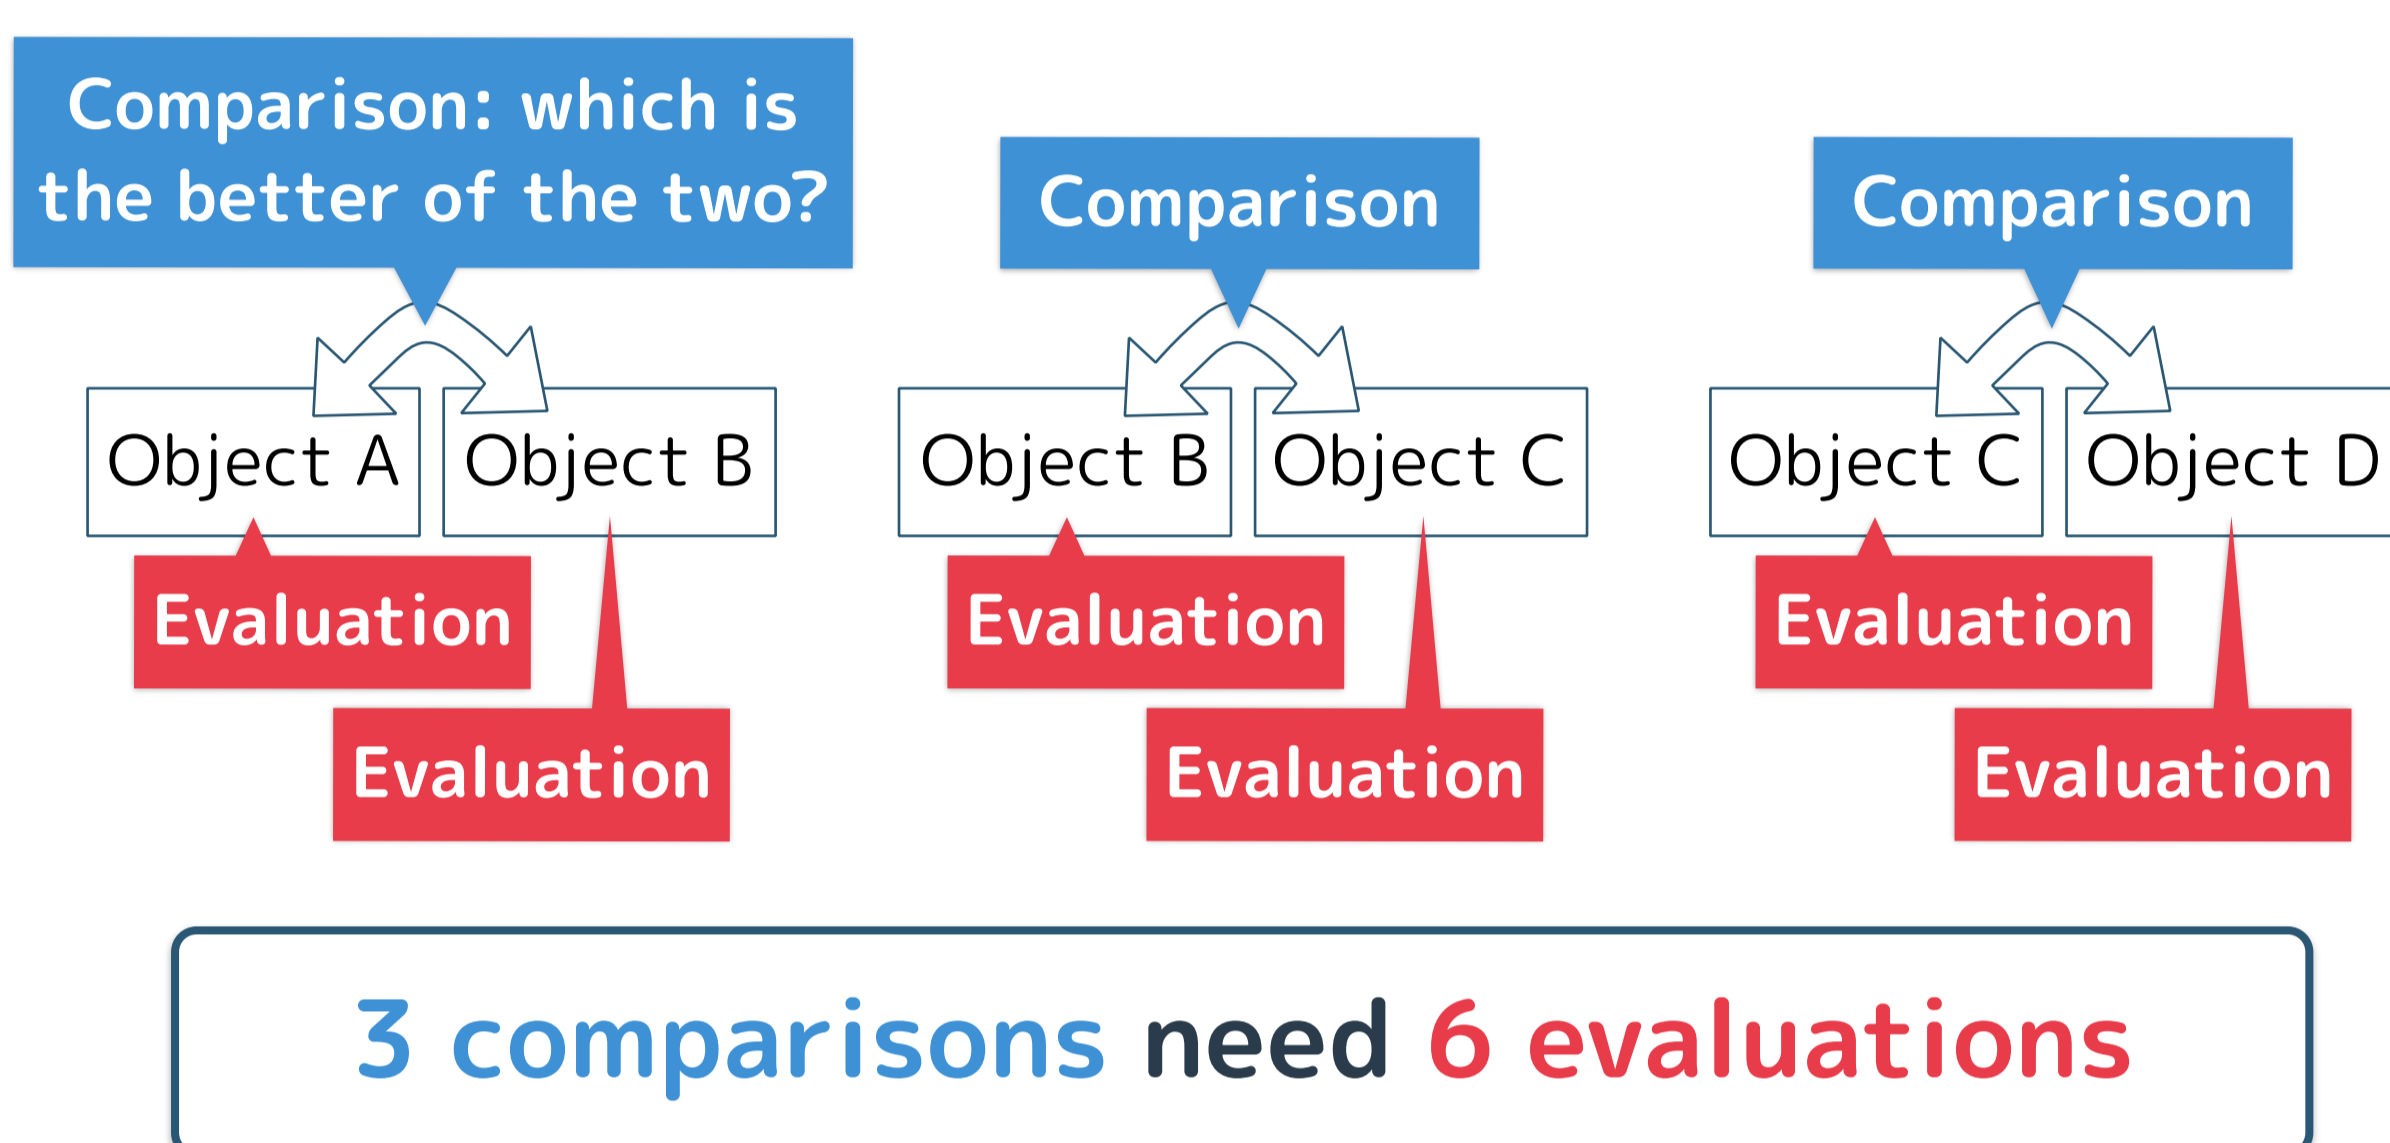 Comparison: which is
the better of the two?
Comparison
Comparison
Object A
Object B
Object B
Object C
Object C
Object D
Evaluation
Evaluation
Evaluation
Evaluation
Evaluation
Evaluation
3 comparisons need 6 evaluations